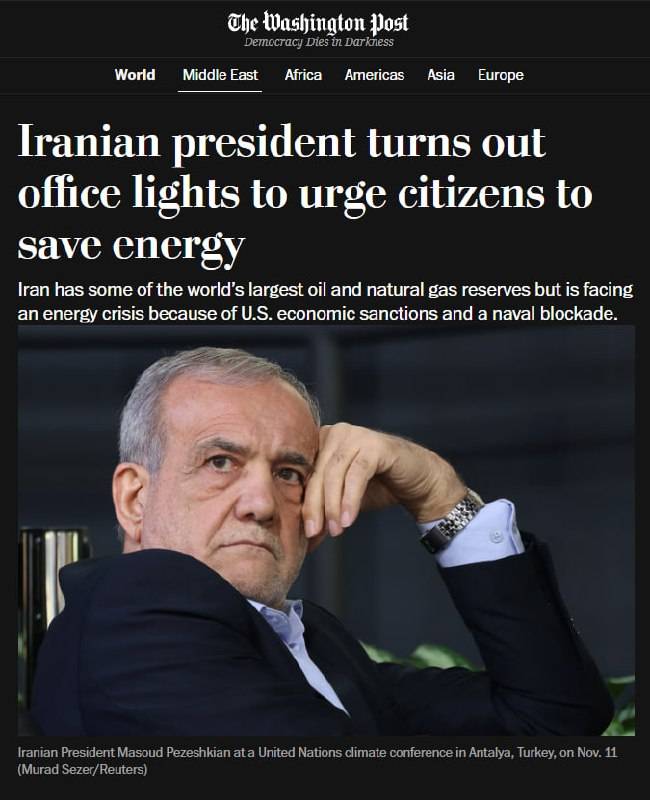 The Washington Post
Democracy Dies in Darkness
World Middle East Africa Americas Asia Europe
Iranian president turns out
office lights to urge citizens to
save energy
Iran has some of the world's largest oil and natural gas reserves but is facing
an energy crisis because of U.S. economic sanctions and a naval blockade.
Iranian President Masoud Pezeshkian at a United Nations climate conference in Antalya, Turkey, on Nov. 11
(Murad Sezer/Reuters)